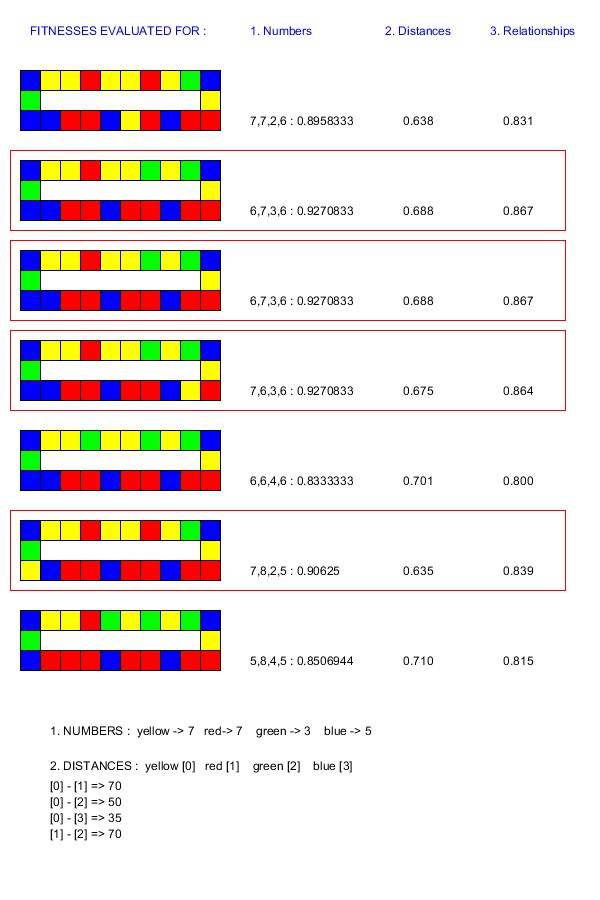 FITNESSES EVALUATED FOR : 1. Numbers 2. Distances 3. Relationships
7,7,2,6 : 0.8958333 0.638 0.831
6,7,3,6 : 0.9270833 0.688 0.867
6,7,3,6 : 0.9270833 0.688 0.867
7,6,3,6 : 0.9270833 0.675 0.864
6,6,4,6 : 0.8333333 0.701 0.800
7,8,2,5 : 0.90625 0.635 0.839
5,8,4,5 : 0.8506944 0.710 0.815
1. NUMBERS : yellow -> 7 red-> 7 green -> 3 blue -> 5
2. DISTANCES : yellow [0] red [1] green [2] blue [3]
[0] - [1] => 70
[0] - [2] => 50
[0] - [3] => 35
[1] - [2] => 70